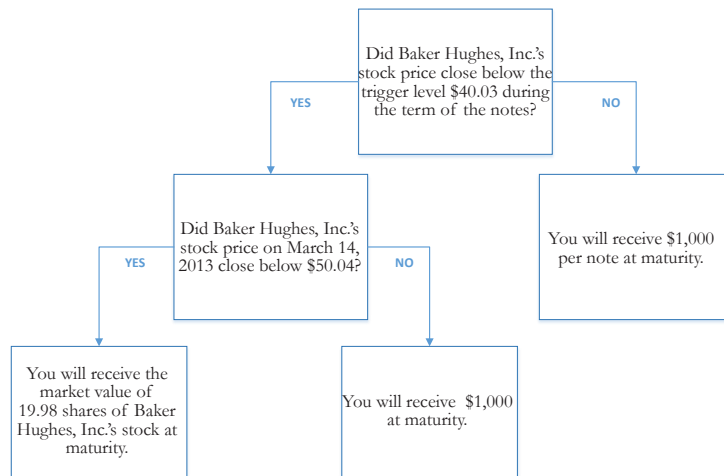 Did Baker Hughes, Inc.'s
stock price close below the
trigger level $40.03 during
the term of the notes?
YES
NO
Did Baker Hughes, Inc.'s
stock price on March 14,
2013 close below $50.04?
You will receive $1,000
per note at maturity.
YES
NO
You will receive the
market value of
19.98 shares of Baker
Hughes, Inc.'s stock at
maturity.
You will receive $1,000
at maturity.